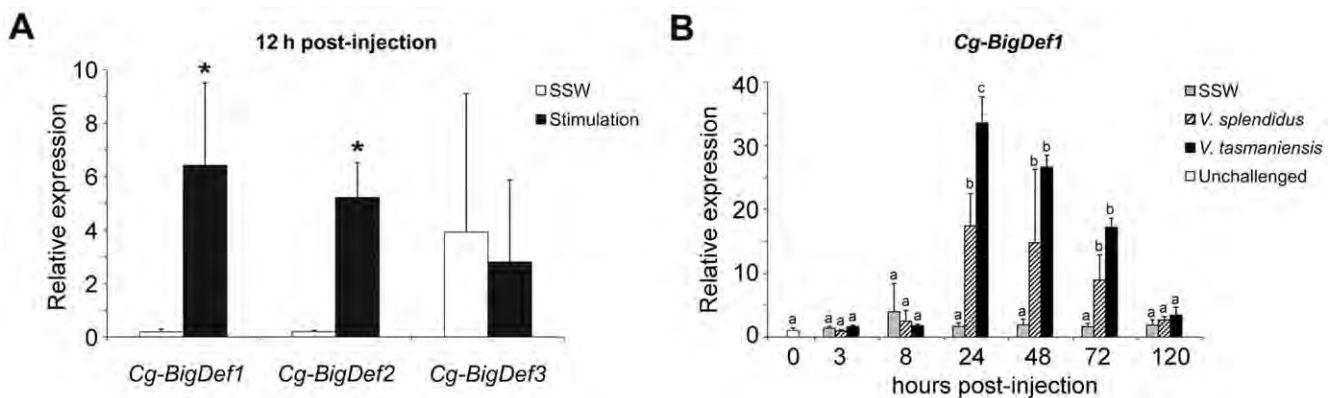 A
12 h post-injection
Relative expression
10
8
6
4
2
0
*
*
SSW
Stimulation
Cg-BigDef1
Cg-BigDef2
Cg-BigDef3
B
Cg-BigDef1
Relative expression
40
30
20
10
0
SSW
V. splendidus
V. tasmaniensis
Unchallenged
a
a a a
a a a
a b c
a b b
a b b
a a a
0 3 8 24 48 72 120
hours post-injection